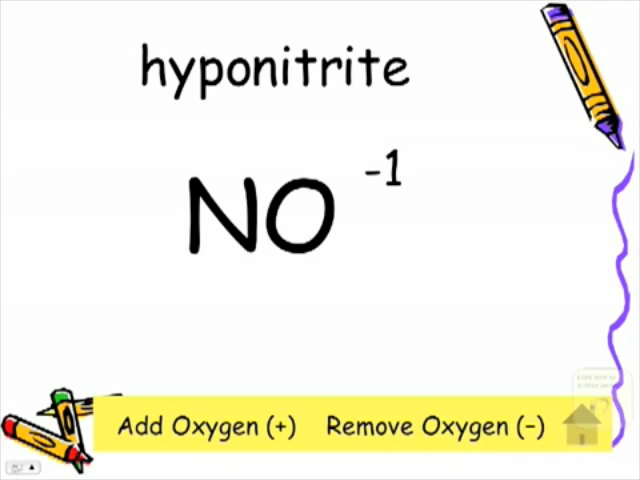 hyponitrite
NO -1
Add Oxygen (+) Remove Oxygen (-)